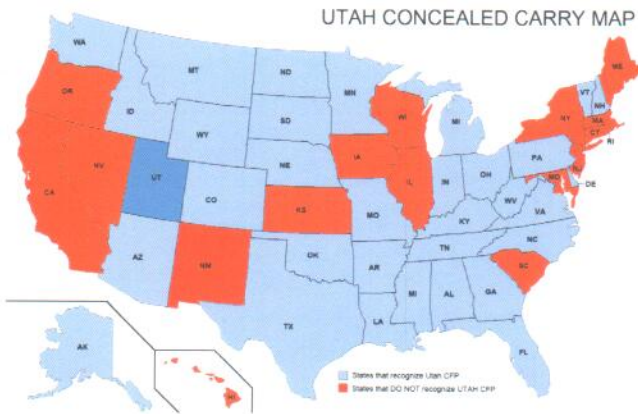 UTAH CONCEALED CARRY MAP
WA
MT
ND
MN
ME
VT
NH
OR
ID
SD
WI
MI
NY
MA
CT
RI
WY
NE
IA
PA
NJ
NV
UT
CO
IL
IN
OH
MD
DE
CA
KS
MO
WV
VA
KY
AZ
NM
OK
AR
TN
NC
SC
MI
AL
GA
TX
LA
FL
AK
HI
States that recognize Utah CFP
States that DO NOT recognize UTAH CFP